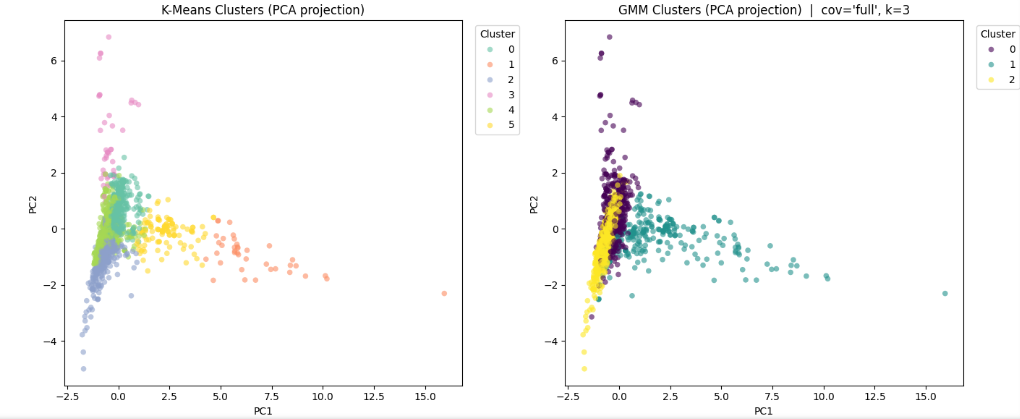 K-Means Clusters (PCA projection)
Cluster
0
1
2
3
4
5
6
4
2
0
−2
−4
PC2
−2.5 0.0 2.5 5.0 7.5 10.0 12.5 15.0
PC1
GMM Clusters (PCA projection) | cov='full', k=3
Cluster
0
1
2
6
4
2
0
−2
−4
PC2
−2.5 0.0 2.5 5.0 7.5 10.0 12.5 15.0
PC1